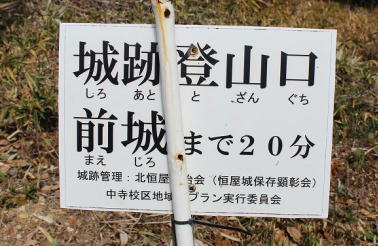 城跡登山口
しろ あと と ざん ぐち
前城まで20分
まえ じろ
城跡管理：北恒屋 治会（恒屋城保存顕彰会）
中寺校区地域 プラン実行委員会